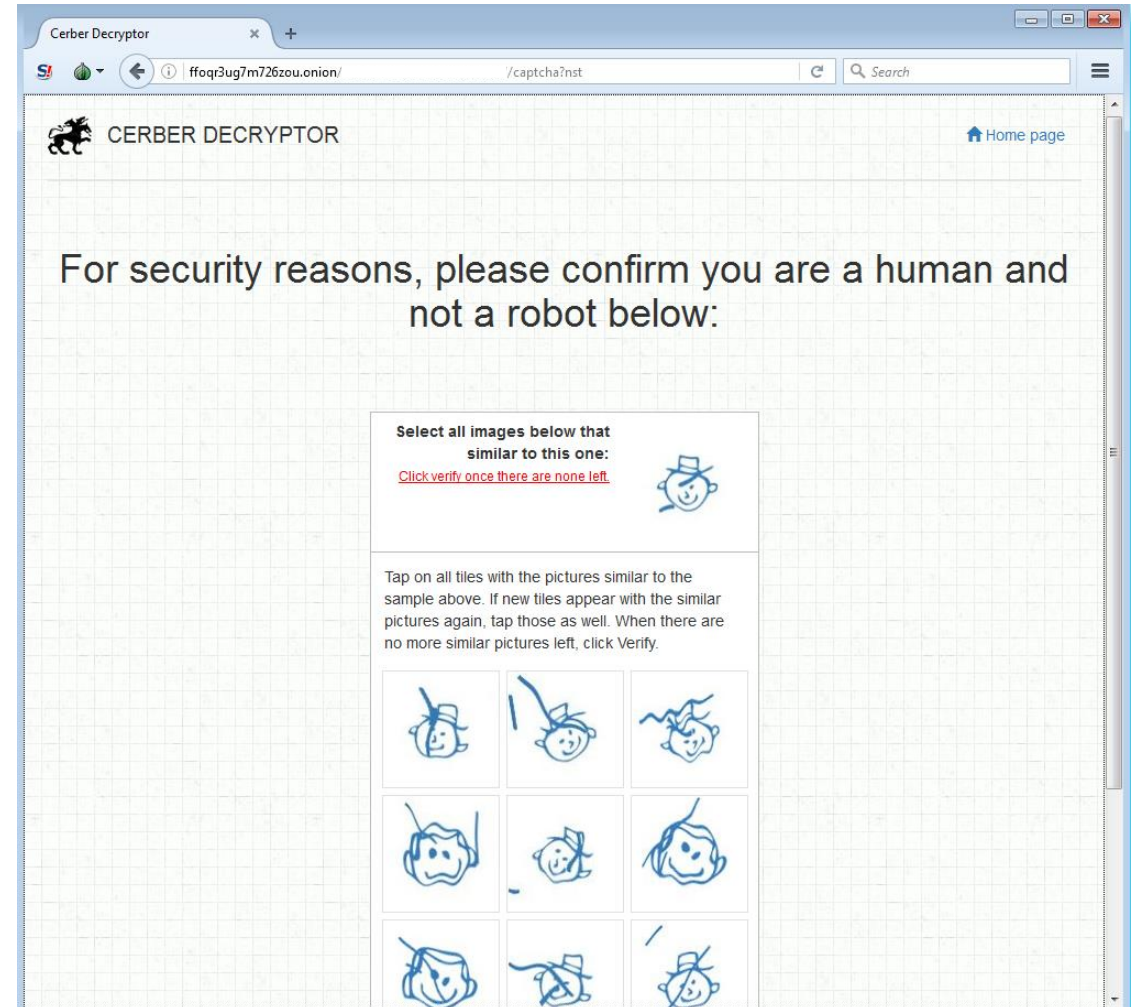 Cerber Decryptor
S!
ffoqr3ug7m726zou.onion/ /captcha?nst
Search
CERBER DECRYPTOR
Home page
For security reasons, please confirm you are a human and
not a robot below:
Select all images below that
similar to this one:
Click verify once there are none left.
Tap on all tiles with the pictures similar to the
sample above. If new tiles appear with the similar
pictures again, tap those as well. When there are
no more similar pictures left, click Verify.